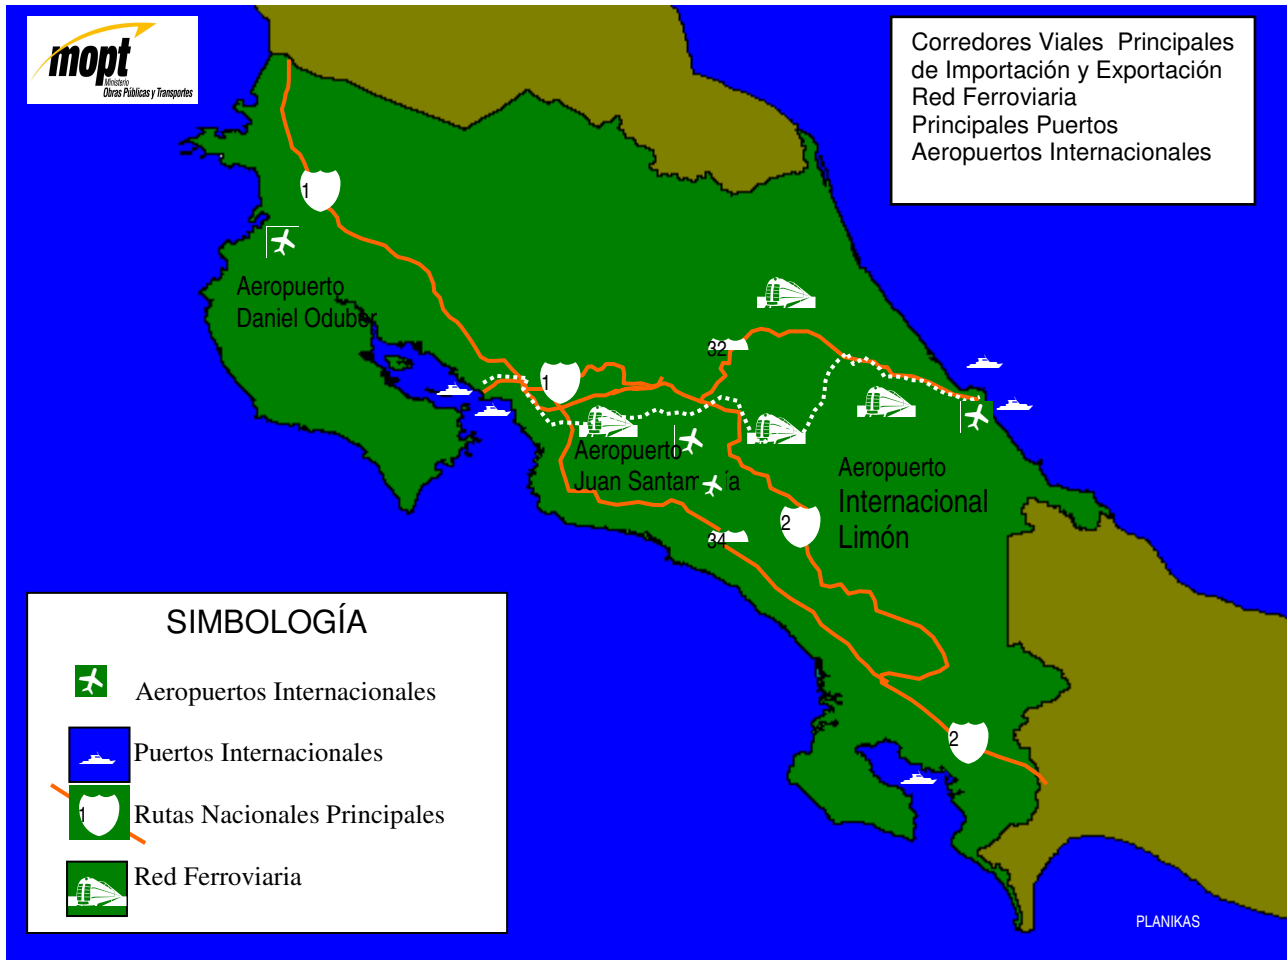 mopt
Ministerio
Obras Públicas y Transportes
Corredores Viales Principales
de Importación y Exportación
Red Ferroviaria
Principales Puertos
Aeropuertos Internacionales
1
Aeropuerto
Daniel Oduber
32
1
Aeropuerto
Juan Santamaría
Aeropuerto
Internacional
Limón
2
34
2
SIMBOLOGÍA
Aeropuertos Internacionales
Puertos Internacionales
1
Rutas Nacionales Principales
Red Ferroviaria
PLANIKAS